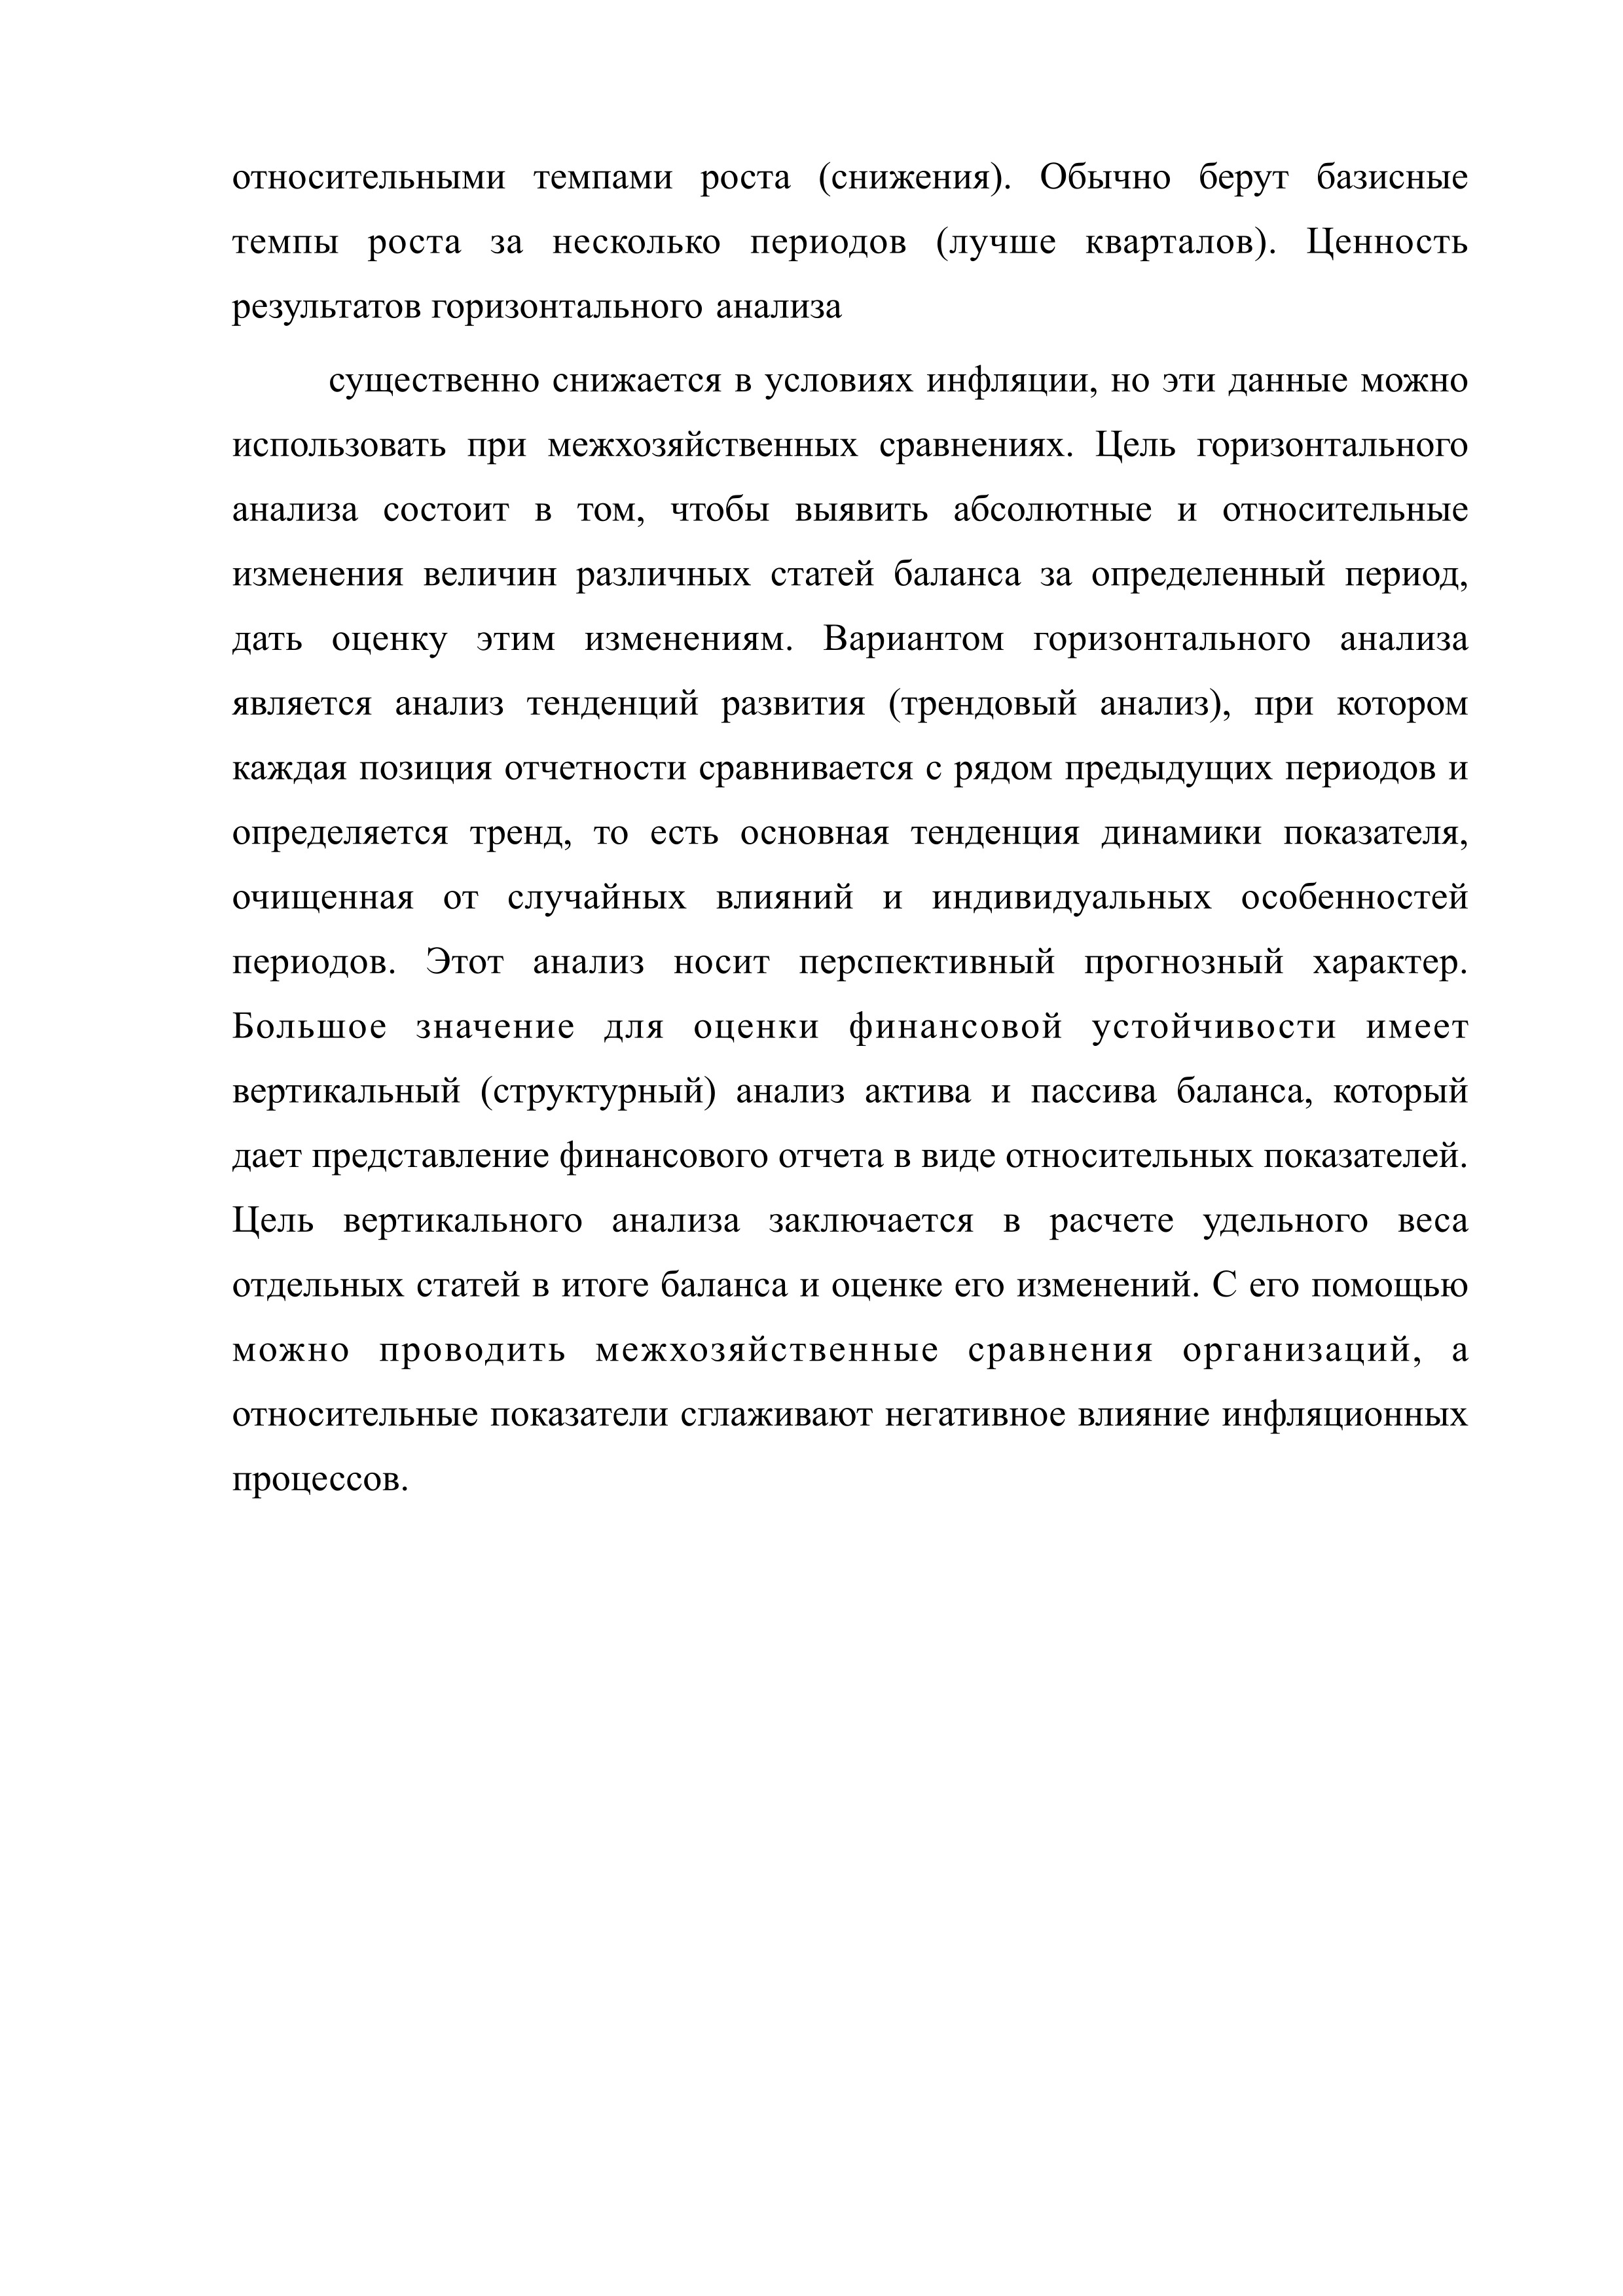 относительными темпами роста (снижения). Обычно берут базисные
темпы роста за несколько периодов (лучше кварталов). Ценность
результатов горизонтального анализа
существенно снижается в условиях инфляции, но эти данные можно
использовать при межхозяйственных сравнениях. Цель горизонтального
анализа состоит в том, чтобы выявить абсолютные и относительные
изменения величин различных статей баланса за определенный период,
дать оценку этим изменениям. Вариантом горизонтального анализа
является анализ тенденций развития (трендовый анализ), при котором
каждая позиция отчетности сравнивается с рядом предыдущих периодов и
определяется тренд, то есть основная тенденция динамики показателя,
очищенная от случайных влияний и индивидуальных особенностей
периодов. Этот анализ носит перспективный прогнозный характер.
Большое значение для оценки финансовой устойчивости имеет
вертикальный (структурный) анализ актива и пассива баланса, который
дает представление финансового отчета в виде относительных показателей.
Цель вертикального анализа заключается в расчете удельного веса
отдельных статей в итоге баланса и оценке его изменений. С его помощью
можно проводить межхозяйственные сравнения организаций, а
относительные показатели сглаживают негативное влияние инфляционных
процессов.